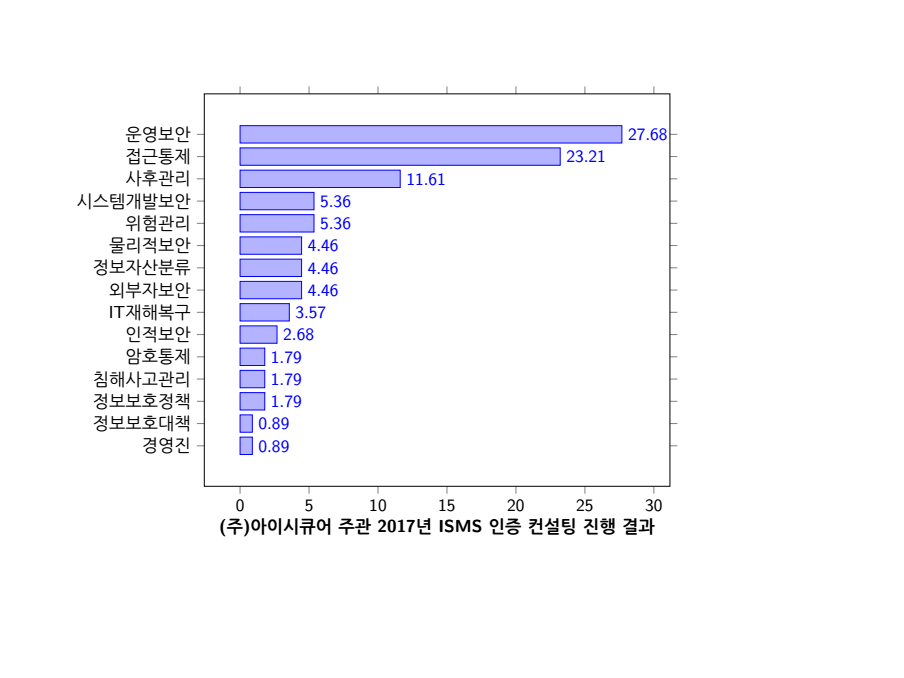 운영보안 27.68
접근통제 23.21
사후관리 11.61
시스템개발보안 5.36
위험관리 5.36
물리적보안 4.46
정보자산분류 4.46
외부자보안 4.46
IT재해복구 3.57
인적보안 2.68
암호통제 1.79
침해사고관리 1.79
정보보호정책 1.79
정보보호대책 0.89
경영진 0.89
0 5 10 15 20 25 30
(주)아이시큐어 주관 2017년 ISMS 인증 컨설팅 진행 결과